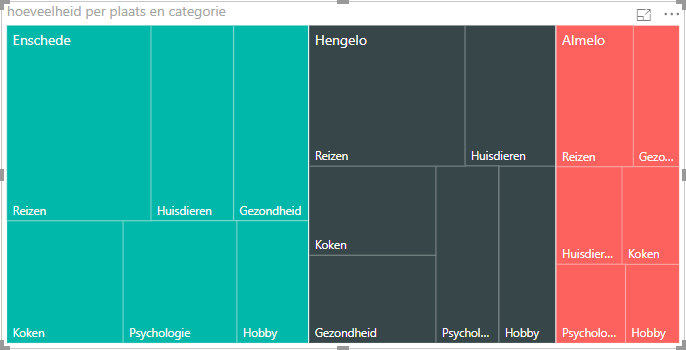 hoeveelheid per plaats en categorie
Enschede
Reizen
Huisdieren
Gezondheid
Koken
Psychologie
Hobby
Hengelo
Reizen
Huisdieren
Koken
Gezondheid
Psychol...
Hobby
Almelo
Reizen
Gezo...
Huisdier...
Koken
Psycholo...
Hobby